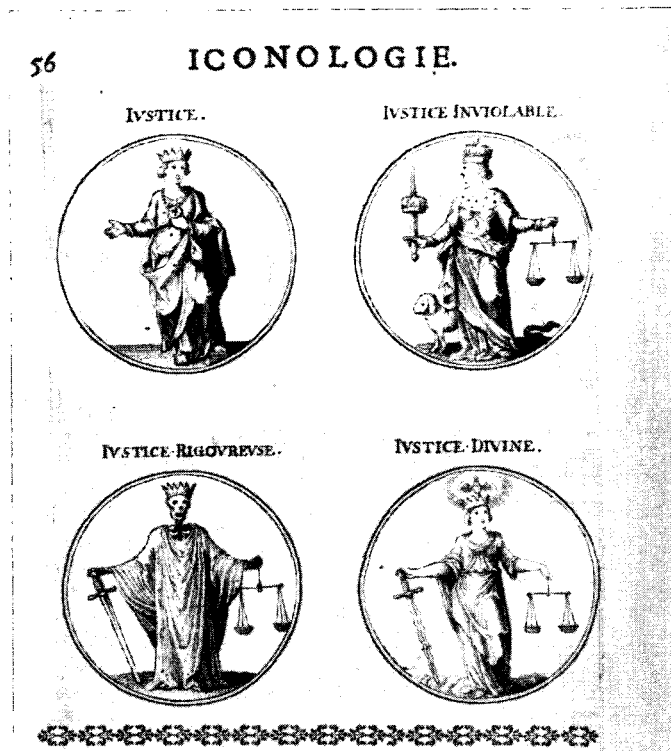 56 ICONOLOGIE.
IVSTICE.
IVSTICE INVIOLABLE.
IVSTICE·RIGOVREVSE.
IVSTICE·DIVINE.